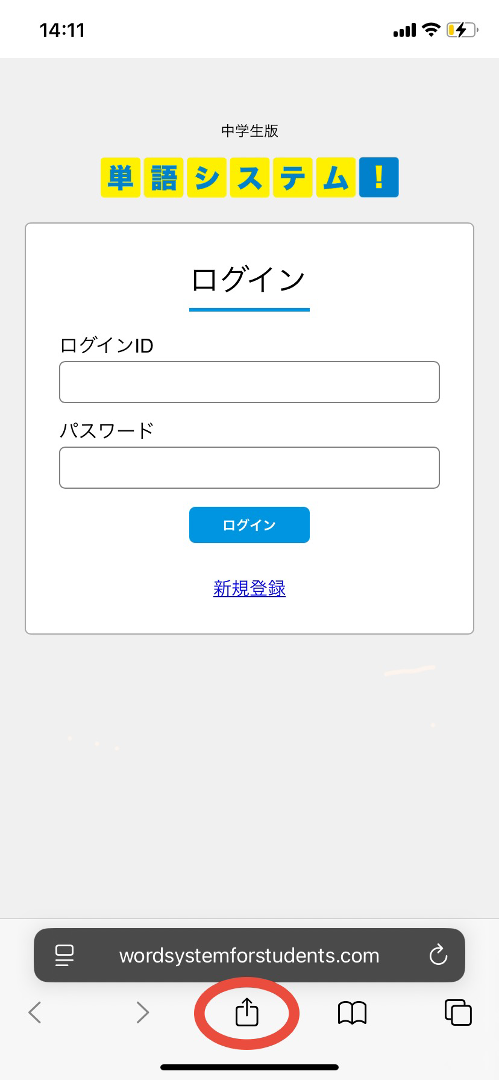 14:11
中学生版
単語システム!
ログイン
ログインID
パスワード
ログイン
新規登録
wordsystemforstudents.com